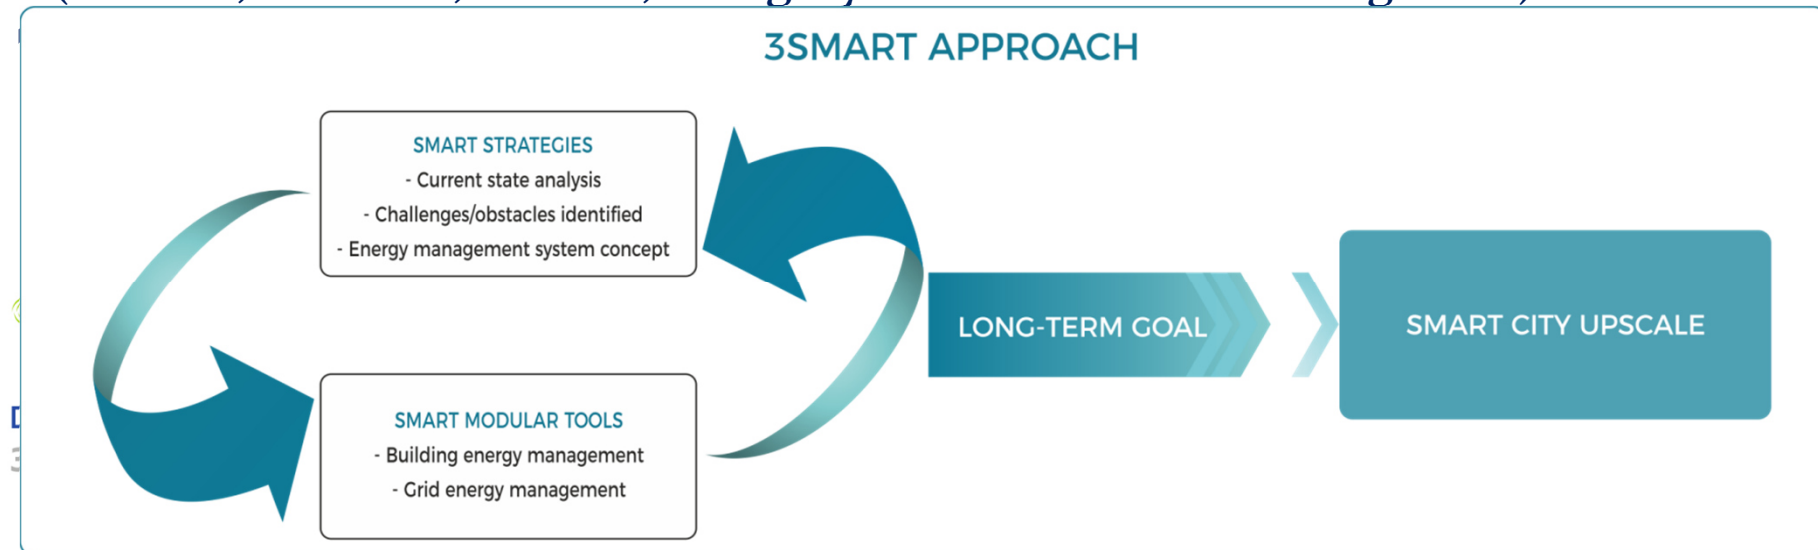 3SMART APPROACH
SMART STRATEGIES
- Current state analysis
- Challenges/obstacles identified
- Energy management system concept
LONG-TERM GOAL
SMART CITY UPSCALE
SMART MODULAR TOOLS
- Building energy management
- Grid energy management